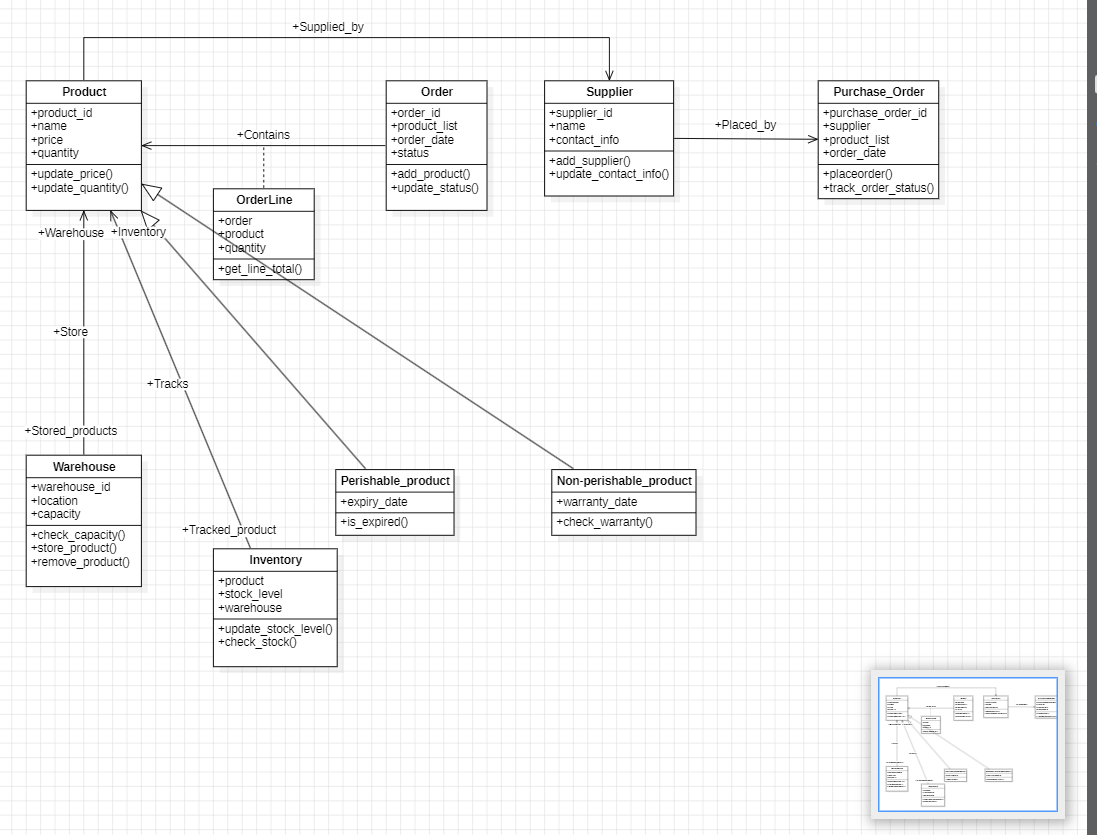 +Supplied_by
Product
+product_id
+name
+price
+quantity
+update_price()
+update_quantity()
+Contains
Order
+order_id
+product_list
+order_date
+status
+add_product()
+update_status()
Supplier
+supplier_id
+name
+contact_info
+add_supplier()
+update_contact_info()
+Placed_by
Purchase_Order
+purchase_order_id
+supplier
+product_list
+order_date
+placeorder()
+track_order_status()
OrderLine
+order
+product
+quantity
+get_line_total()
+Warehouse
+Inventory
+Store
+Tracks
+Stored_products
Warehouse
+warehouse_id
+location
+capacity
+check_capacity()
+store_product()
+remove_product()
+Tracked_product
Inventory
+product
+stock_level
+warehouse
+update_stock_level()
+check_stock()
Perishable_product
+expiry_date
+is_expired()
Non-perishable_product
+warranty_date
+check_warranty()